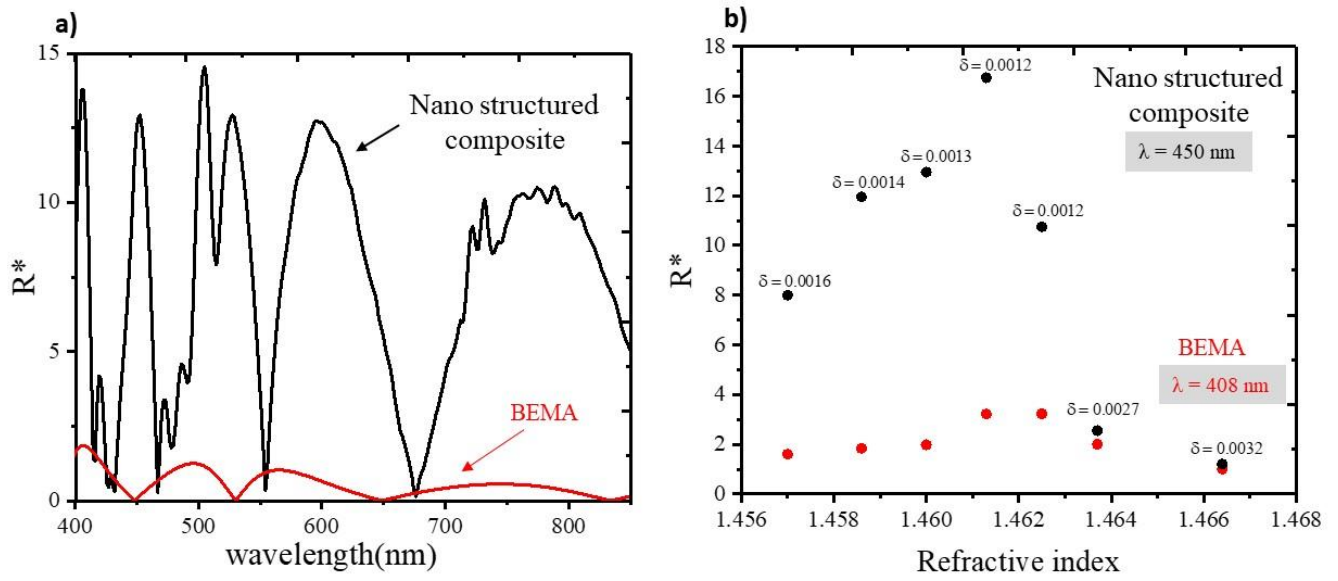 a)
15
10
5
0
R*
400
500
600
700
800
wavelength(nm)
Nano structured
composite
BEMA
b)
18
16
14
12
10
8
6
4
2
0
R*
1.456
1.458
1.460
1.462
1.464
1.466
1.468
Refractive index
δ = 0.0016
δ = 0.0014
δ = 0.0013
δ = 0.0012
δ = 0.0012
δ = 0.0027
δ = 0.0032
Nano structured
composite
λ = 450 nm
BEMA
λ = 408 nm